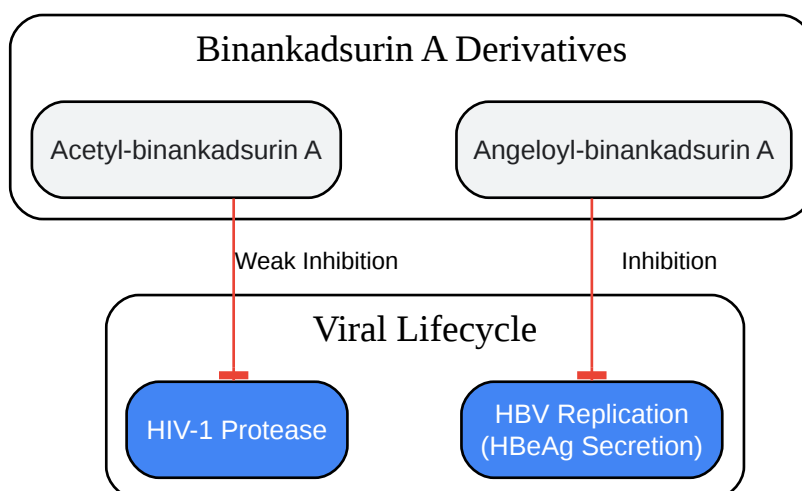 Binankadsurin A Derivatives
Acetyl-binankadsurin A
Angeloyl-binankadsurin A
Weak Inhibition
Inhibition
Viral Lifecycle
HIV-1 Protease
HBV Replication
(HBeAg Secretion)